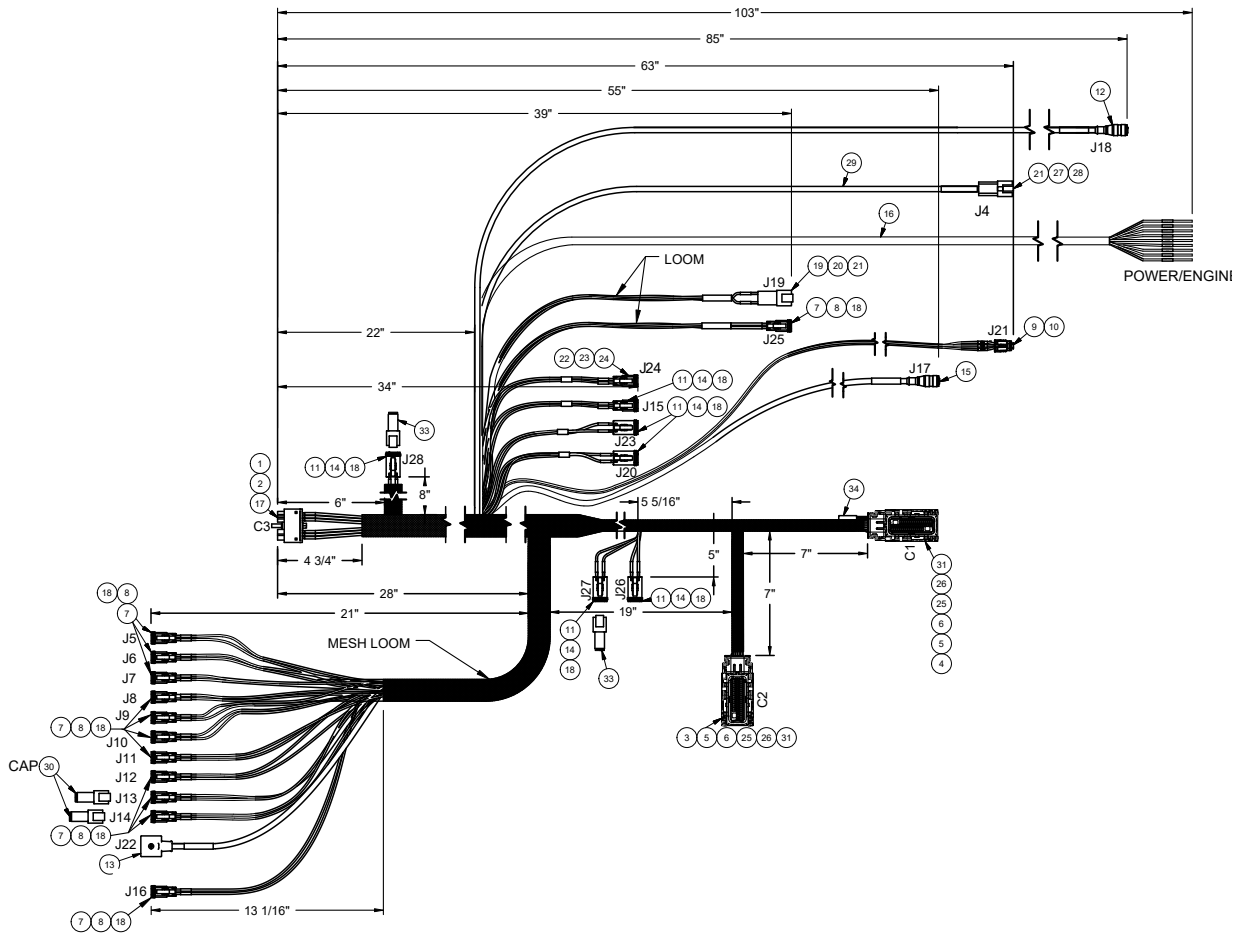 103"
85"
63"
55"
39"
12
J18
29
21 27 28
J4
16
POWER/ENGINI
LOOM
19 20 21
J19
22"
7 8 18
J25
J21
9 10
22 23 24
J24
J17
15
34"
11 14 18
J15
11 14 18
33
J23
J28
11 14 18
J20
1
2
17
6"
8"
5 5/16"
34
C3
4 3/4"
5"
7"
C1
31
26
25
6
5
4
28"
J27
J26
11 14 18
7"
18 8
7
21"
19"
11
14
18
33
J5
MESH LOOM
J6
J7
J8
C2
J9
7 8 18
J10
3 5 6 25 26 31
J11
CAP 30
J12
J13
J14
7 8 18
J22
13
J16
13 1/16"
7 8 18